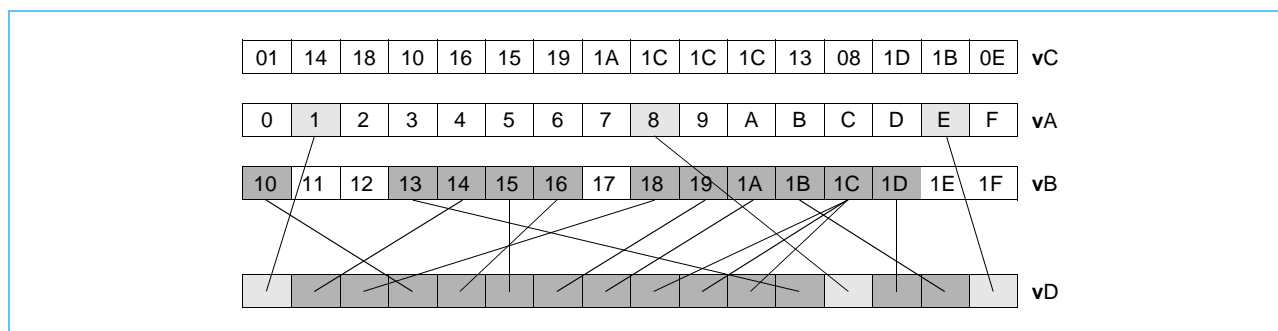 01 14 18 10 16 15 19 1A 1C 1C 1C 13 08 1D 1B 0E vC
0 1 2 3 4 5 6 7 8 9 A B C D E F vA
10 11 12 13 14 15 16 17 18 19 1A 1B 1C 1D 1E 1F vB
vD